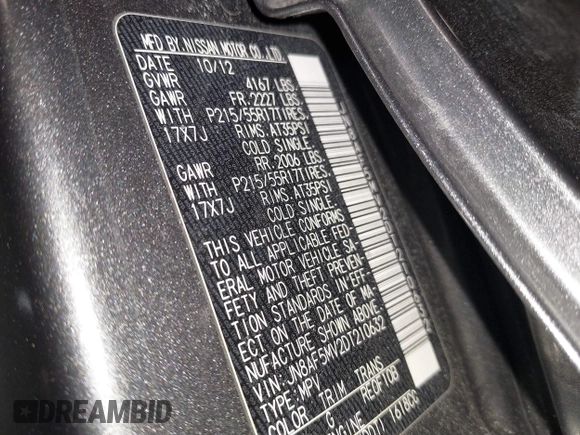 MFD BY NISSAN MOTOR CO.,LTD.
DATE 10/12
GVWR 4167 LBS.
GAWR FR. 2227 LBS.
WITH P215/55R17TIRES.
17X7J RIMS. AT35PSI
COLD SINGLE.
GAWR RR. 2006 LBS.
WITH P215/55R17TIRES.
17X7J RIMS. AT35PSI
COLD SINGLE.
THIS VEHICLE CONFORMS
TO ALL APPLICABLE FED-
ERAL MOTOR VEHICLE SA-
FETY AND THEFT PREVEN-
TION STANDARDS IN EFF-
ECT ON THE DATE OF MA-
NUFACTURE SHOWN ABOVE.
VIN: JN8AF5MV2DT210652
TYPE: MPV
COLOR TRIM TRANS
G RE0F10B
ENGINE
1618CC
DREAMBID